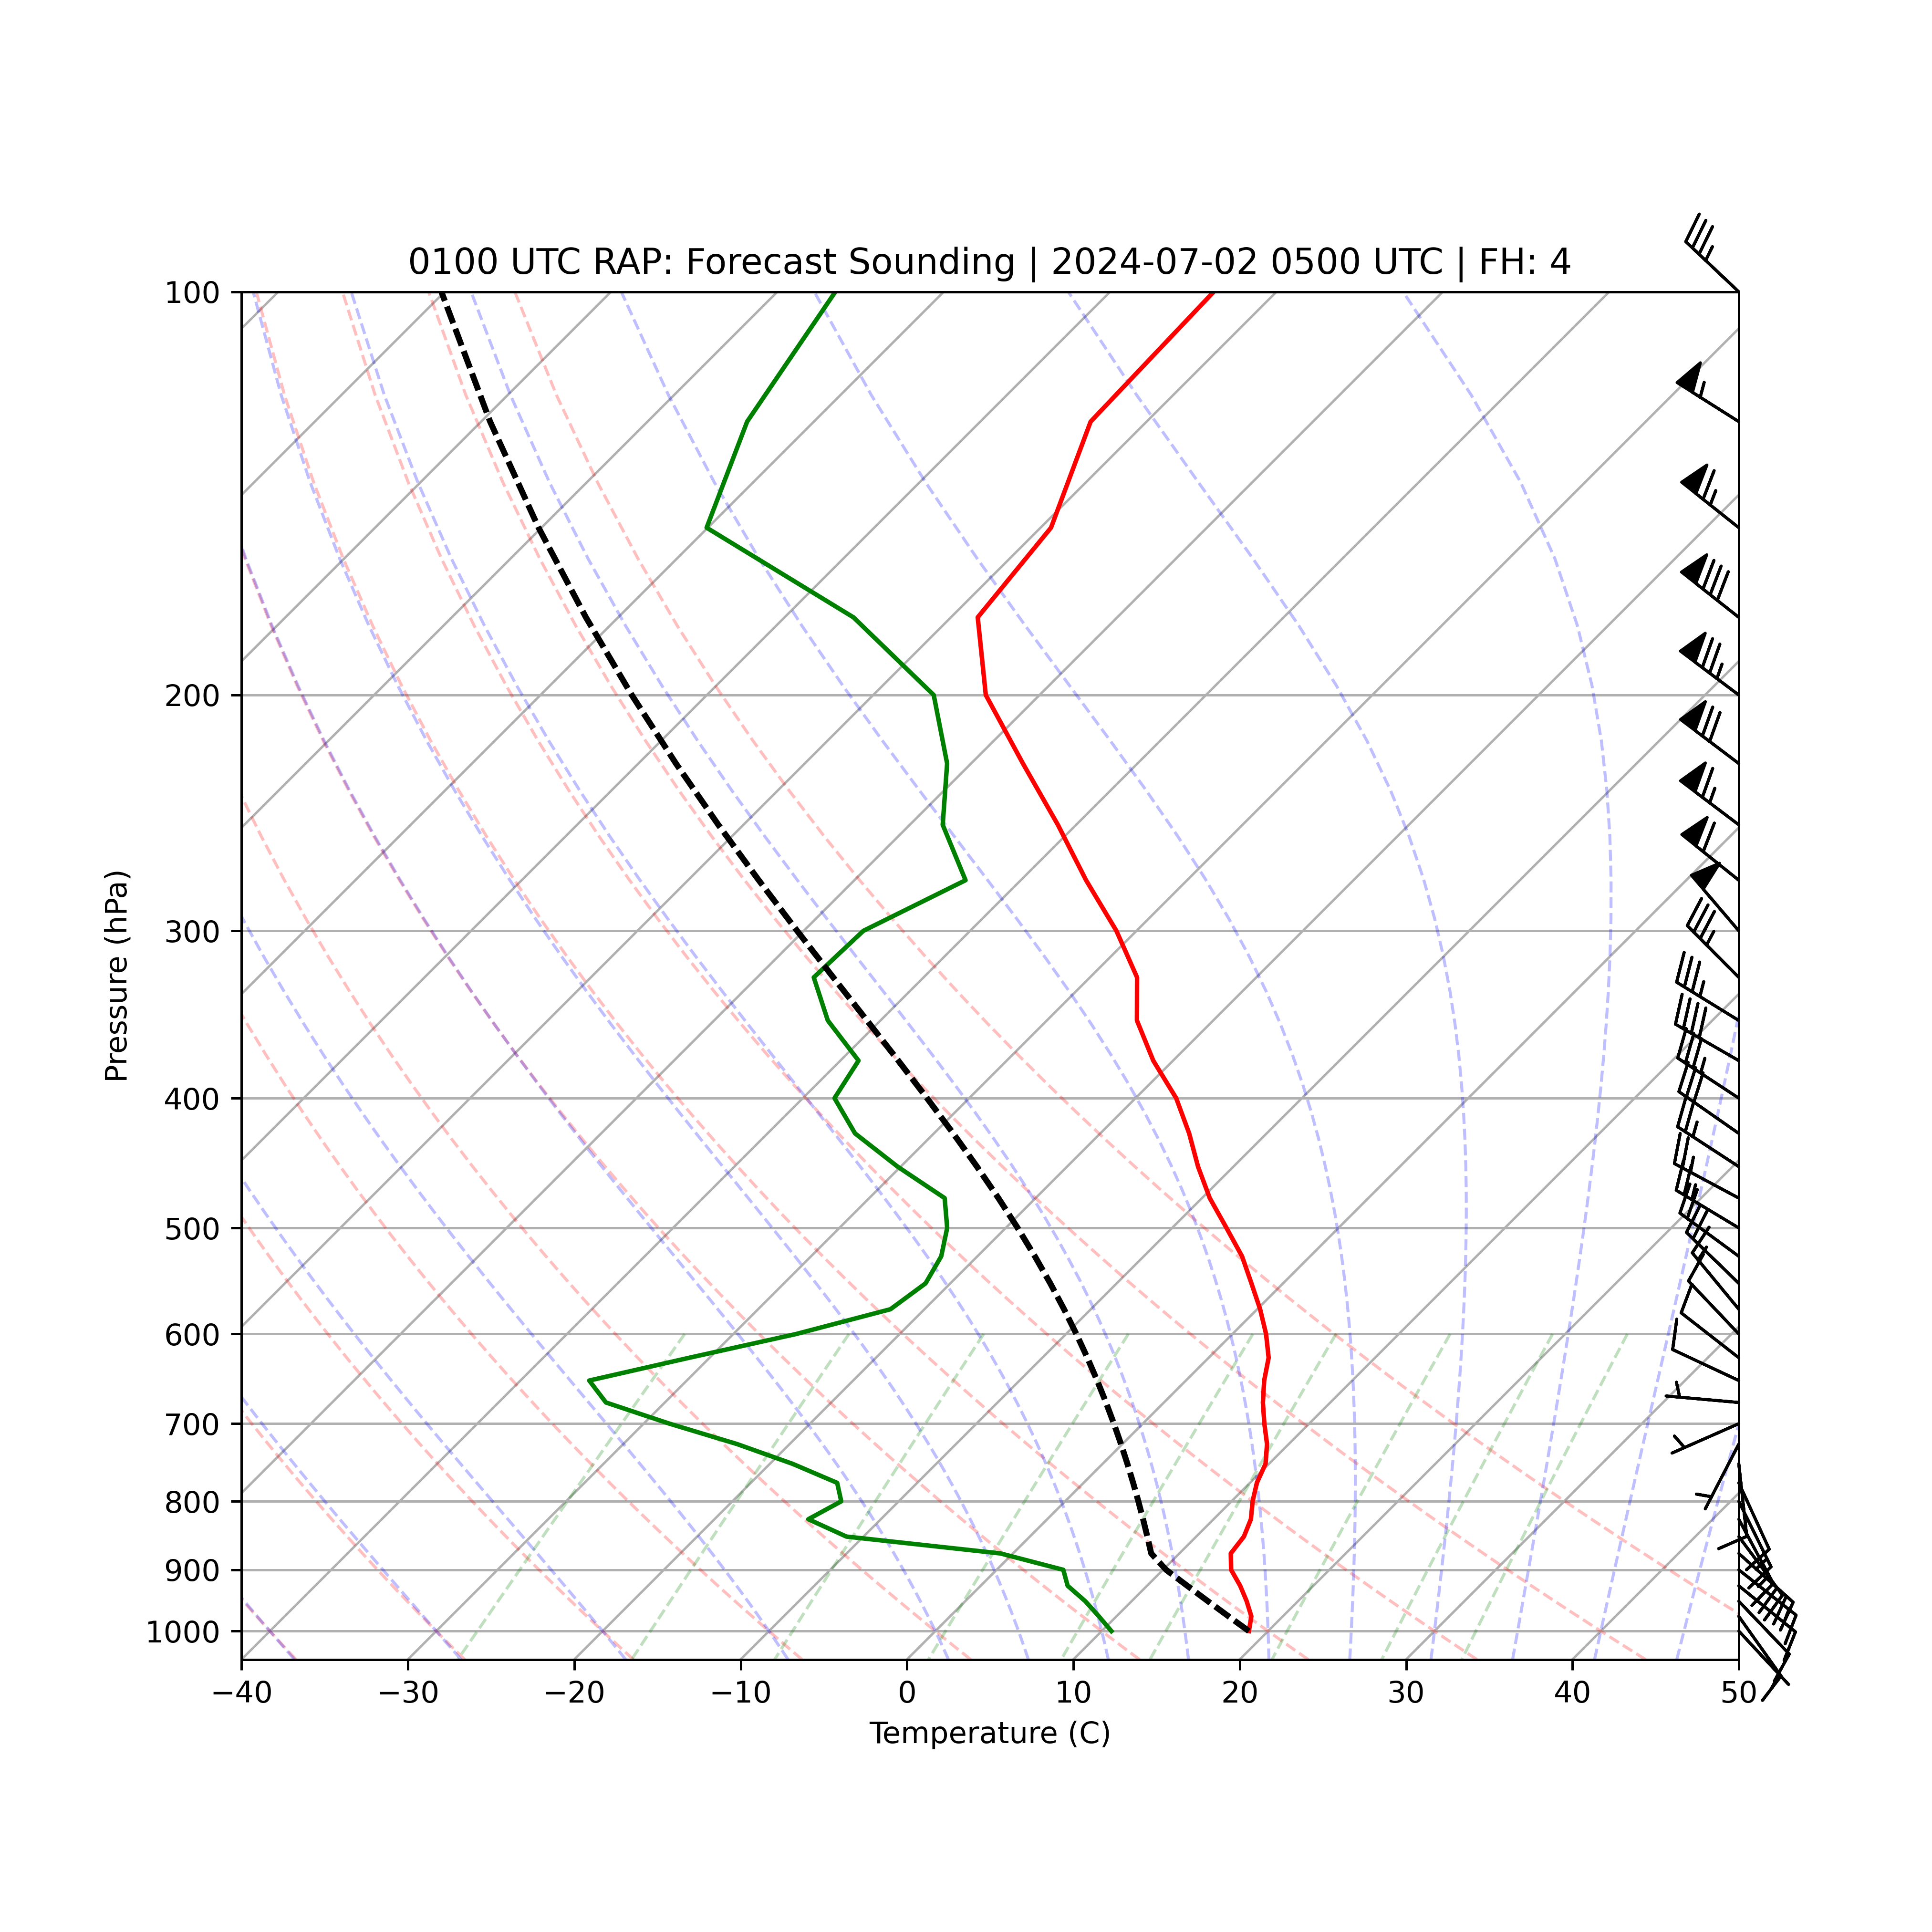 0100 UTC RAP: Forecast Sounding | 2024-07-02 0500 UTC | FH: 4
100
200
300
400
500
600
700
800
900
1000
Pressure (hPa)
−40 −30 −20 −10 0 10 20 30 40 50
Temperature (C)